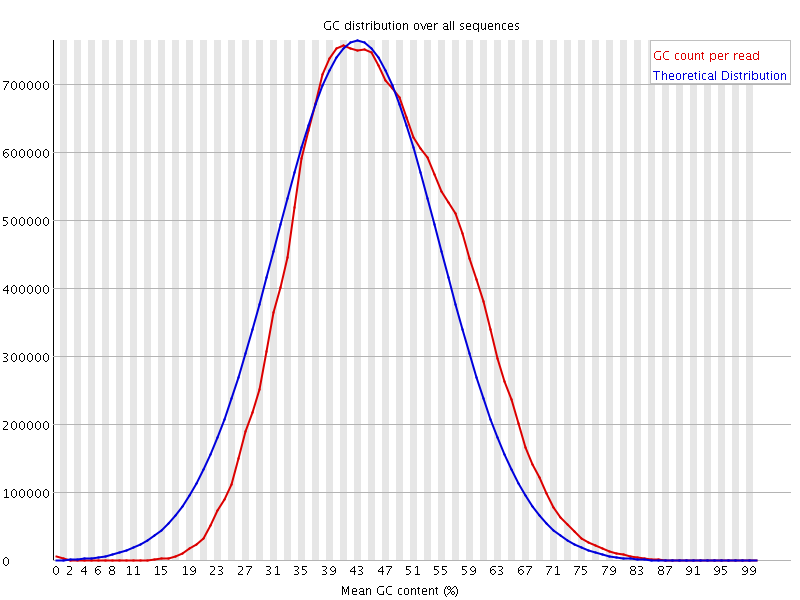 GC distribution over all sequences
GC count per read
Theoretical Distribution
700000
600000
500000
400000
300000
200000
100000
0
0 2 4 6 8 11 15 19 23 27 31 35 39 43 47 51 55 59 63 67 71 75 79 83 87 91 95 99
Mean GC content (%)